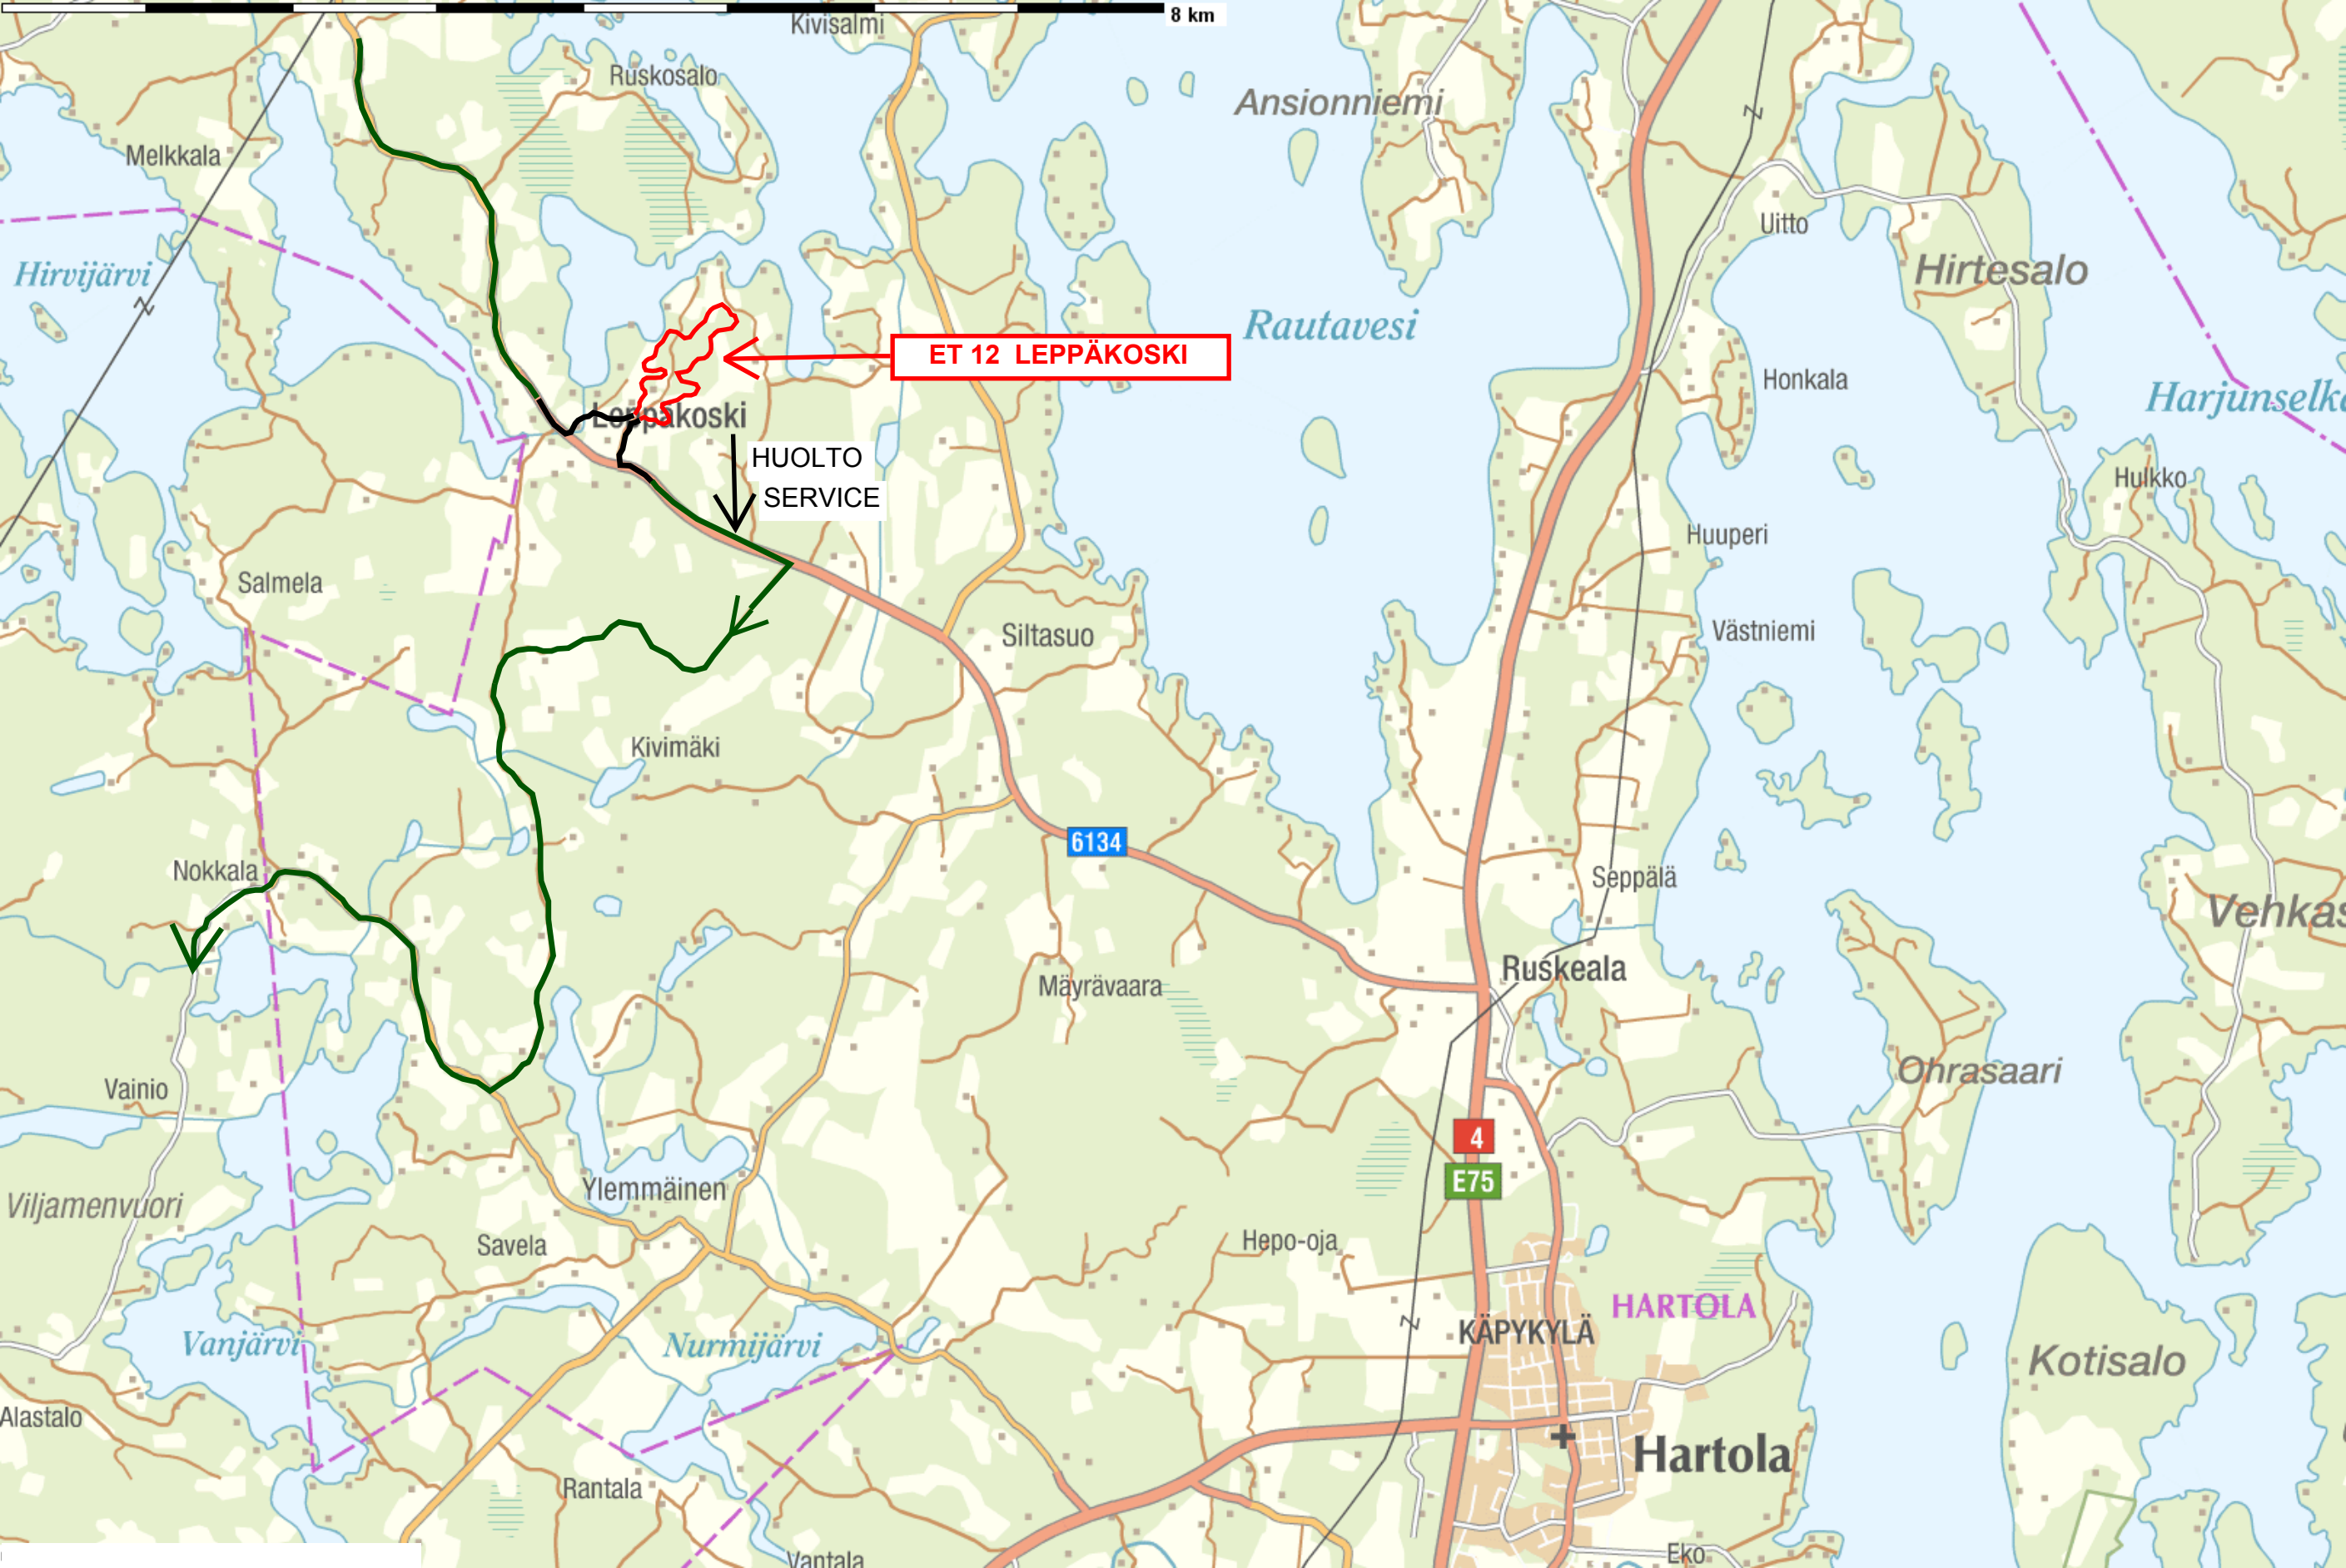 8 km
Kivisalmi
Ruskosalo
Ansionniemi
Melkkala
Uitto
Hirvijärvi
Hirtesalo
Rautavesi
ET 12 LEPPÄKOSKI
Honkala
Harjunselkä
Leppäkoski
HUOLTO
SERVICE
Hulkko
Huuperi
Salmela
Västniemi
Siltasuo
Kivimäki
6134
Nokkala
Seppälä
Vehkas
Ruskeala
Mäyrävaara
Ohrasaari
Vainio
4
E75
Ylemmäinen
Viljamenvuori
Savela
Hepo-oja
HARTOLA
KÄPYKYLÄ
Vanjärvi
Nurmijärvi
Kotisalo
Alastalo
Hartola
Rantala
Vantala
Eko